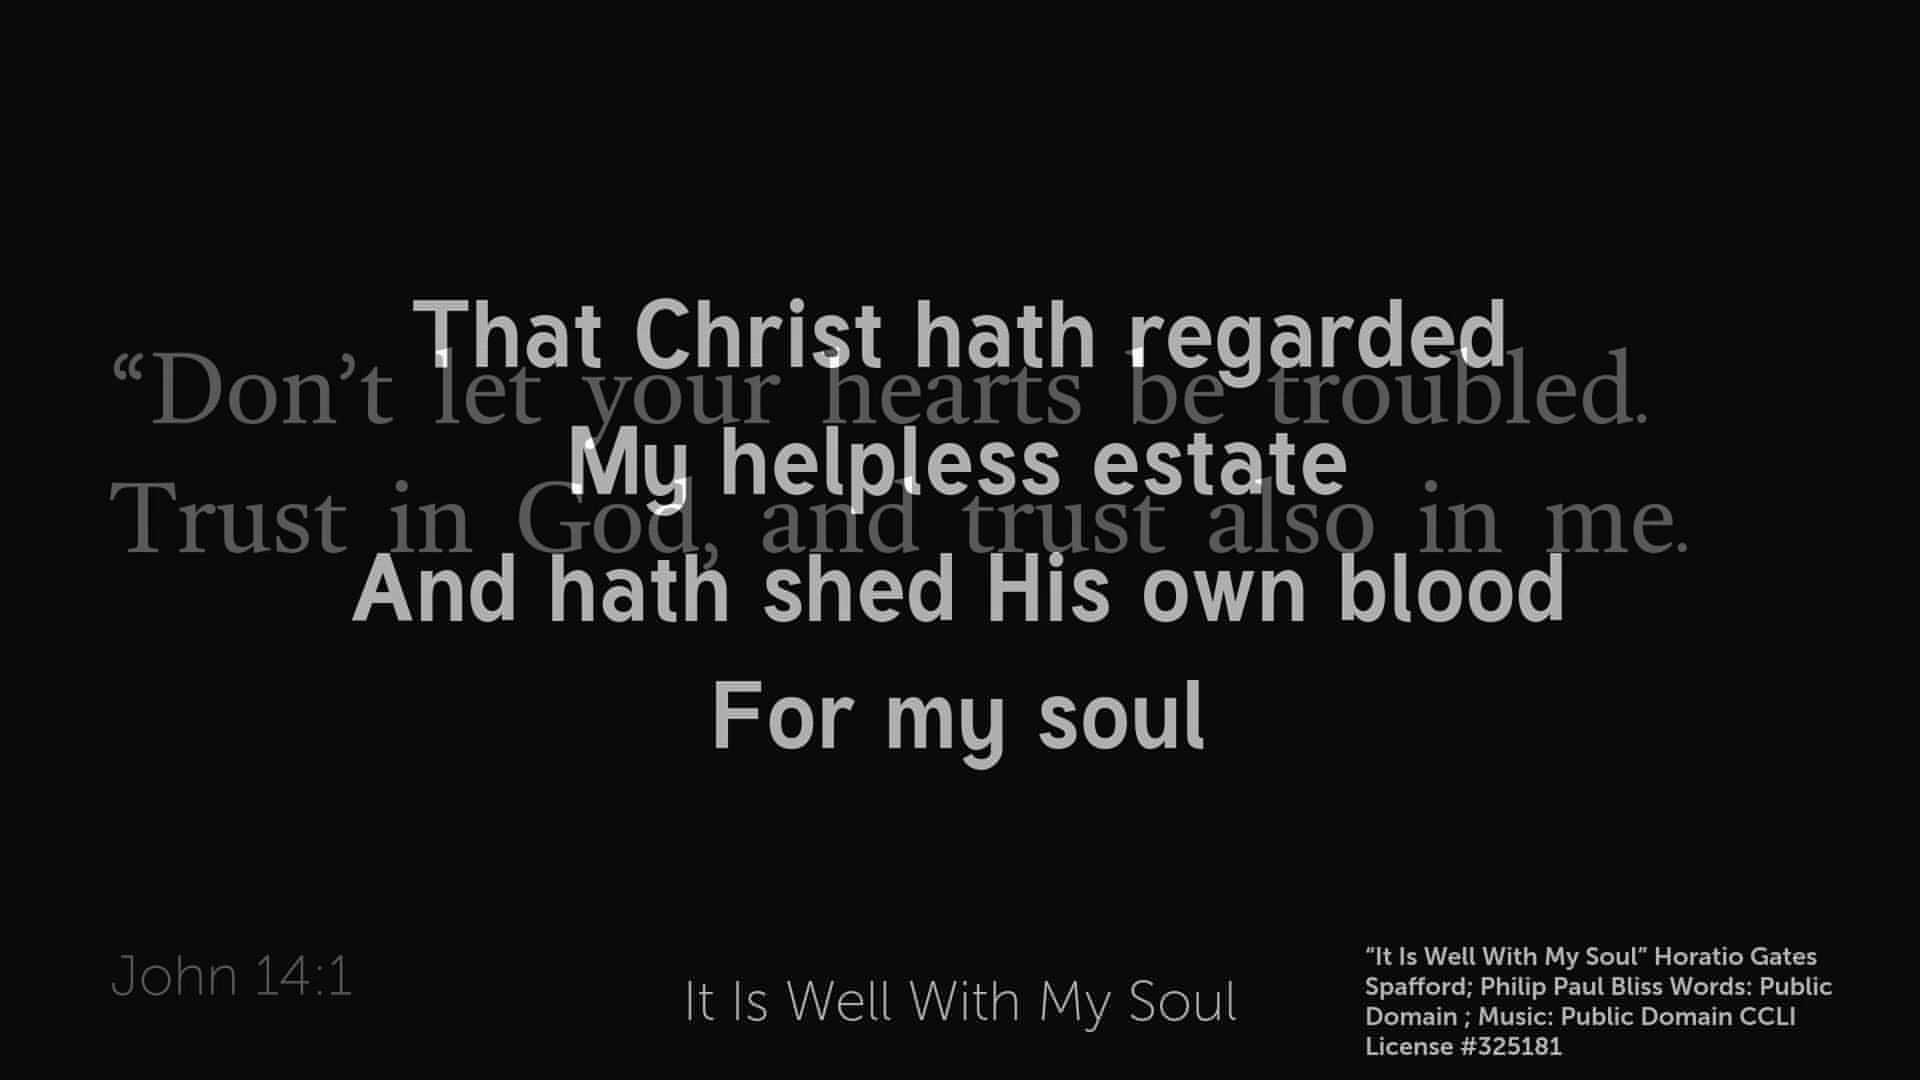 That Christ hath regarded
My helpless estate
And hath shed His own blood
For my soul
“Don’t let your hearts be troubled.
Trust in God, and trust also in me.
John 14:1
It Is Well With My Soul
“It Is Well With My Soul” Horatio Gates
Spafford; Philip Paul Bliss Words: Public
Domain ; Music: Public Domain CCLI
License #325181